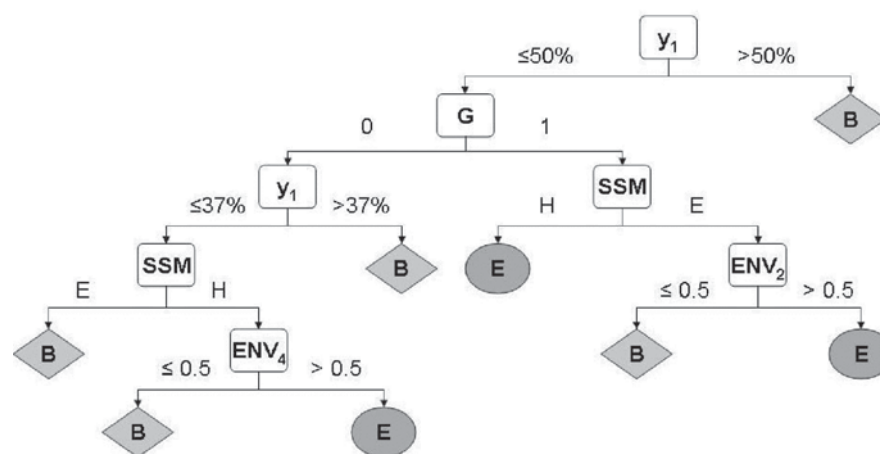 y1
≤50% >50%
G B
0 1
y1 SSM
≤37% >37% H E
SSM B E ENV2
E H ≤ 0.5 > 0.5
B ENV4 B E
≤ 0.5 > 0.5
B E